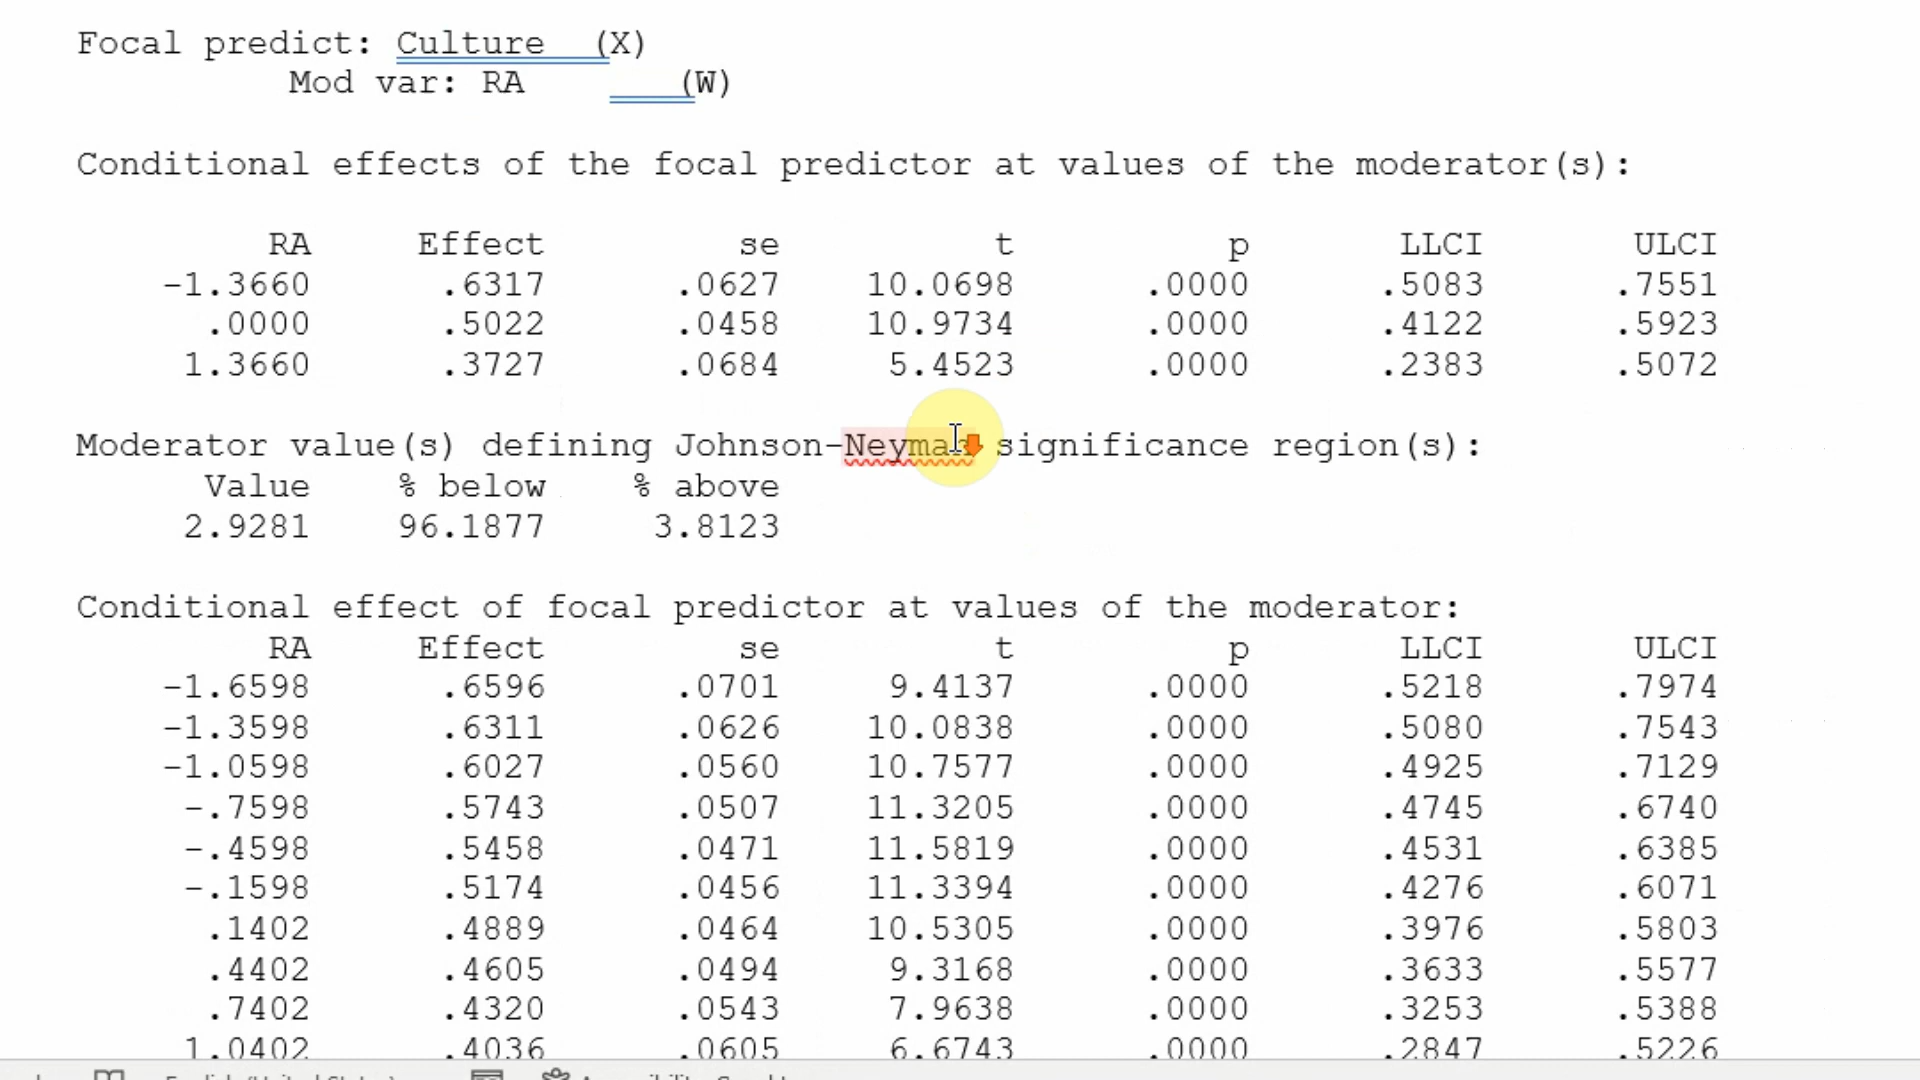 Focal predict: Culture (X)
Mod var: RA (W)
Conditional effects of the focal predictor at values of the moderator(s):
RA Effect se t p LLCI ULCI
-1.3660 .6317 .0627 10.0698 .0000 .5083 .7551
.0000 .5022 .0458 10.9734 .0000 .4122 .5923
1.3660 .3727 .0684 5.4523 .0000 .2383 .5072
Moderator value(s) defining Johnson-Neyman significance region(s):
Value % below % above
2.9281 96.1877 3.8123
Conditional effect of focal predictor at values of the moderator:
RA Effect se t p LLCI ULCI
-1.6598 .6596 .0701 9.4137 .0000 .5218 .7974
-1.3598 .6311 .0626 10.0838 .0000 .5080 .7543
-1.0598 .6027 .0560 10.7577 .0000 .4925 .7129
-.7598 .5743 .0507 11.3205 .0000 .4745 .6740
-.4598 .5458 .0471 11.5819 .0000 .4531 .6385
-.1598 .5174 .0456 11.3394 .0000 .4276 .6071
.1402 .4889 .0464 10.5305 .0000 .3976 .5803
.4402 .4605 .0494 9.3168 .0000 .3633 .5577
.7402 .4320 .0543 7.9638 .0000 .3253 .5388
1.0402 .4036 .0605 6.6743 .0000 .2847 .5226